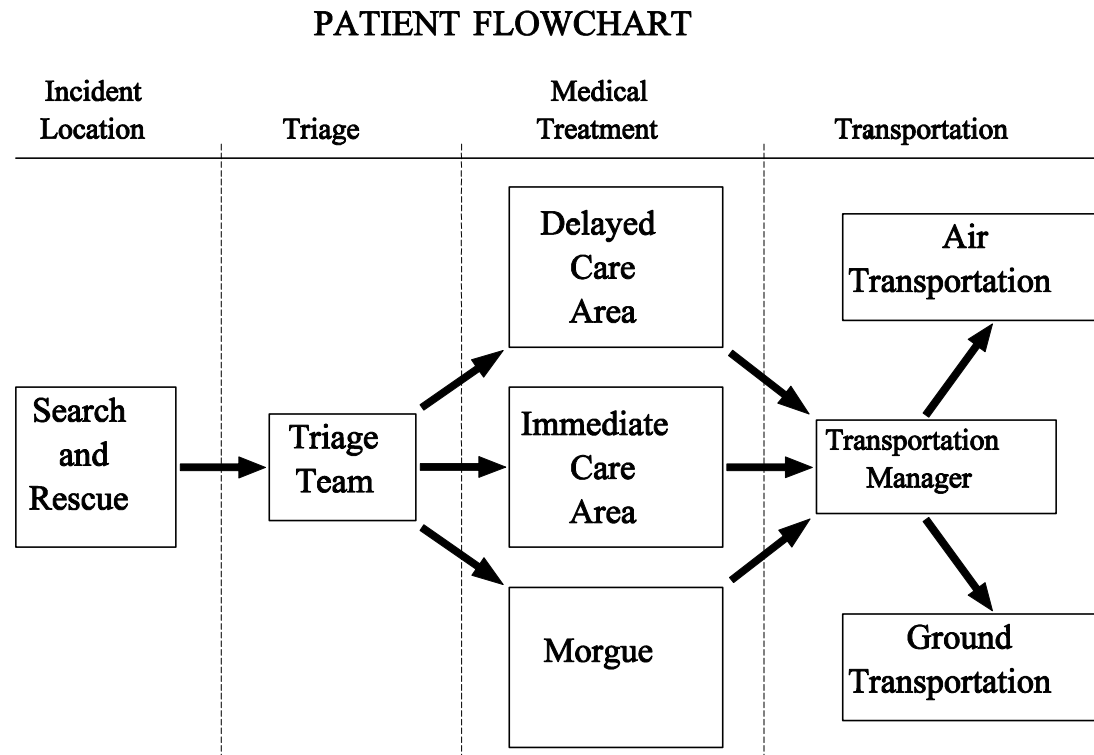 PATIENT FLOWCHART
Incident
Location
Triage
Medical
Treatment
Transportation
Search
and
Rescue
Triage
Team
Delayed
Care
Area
Immediate
Care
Area
Morgue
Air
Transportation
Transportation
Manager
Ground
Transportation